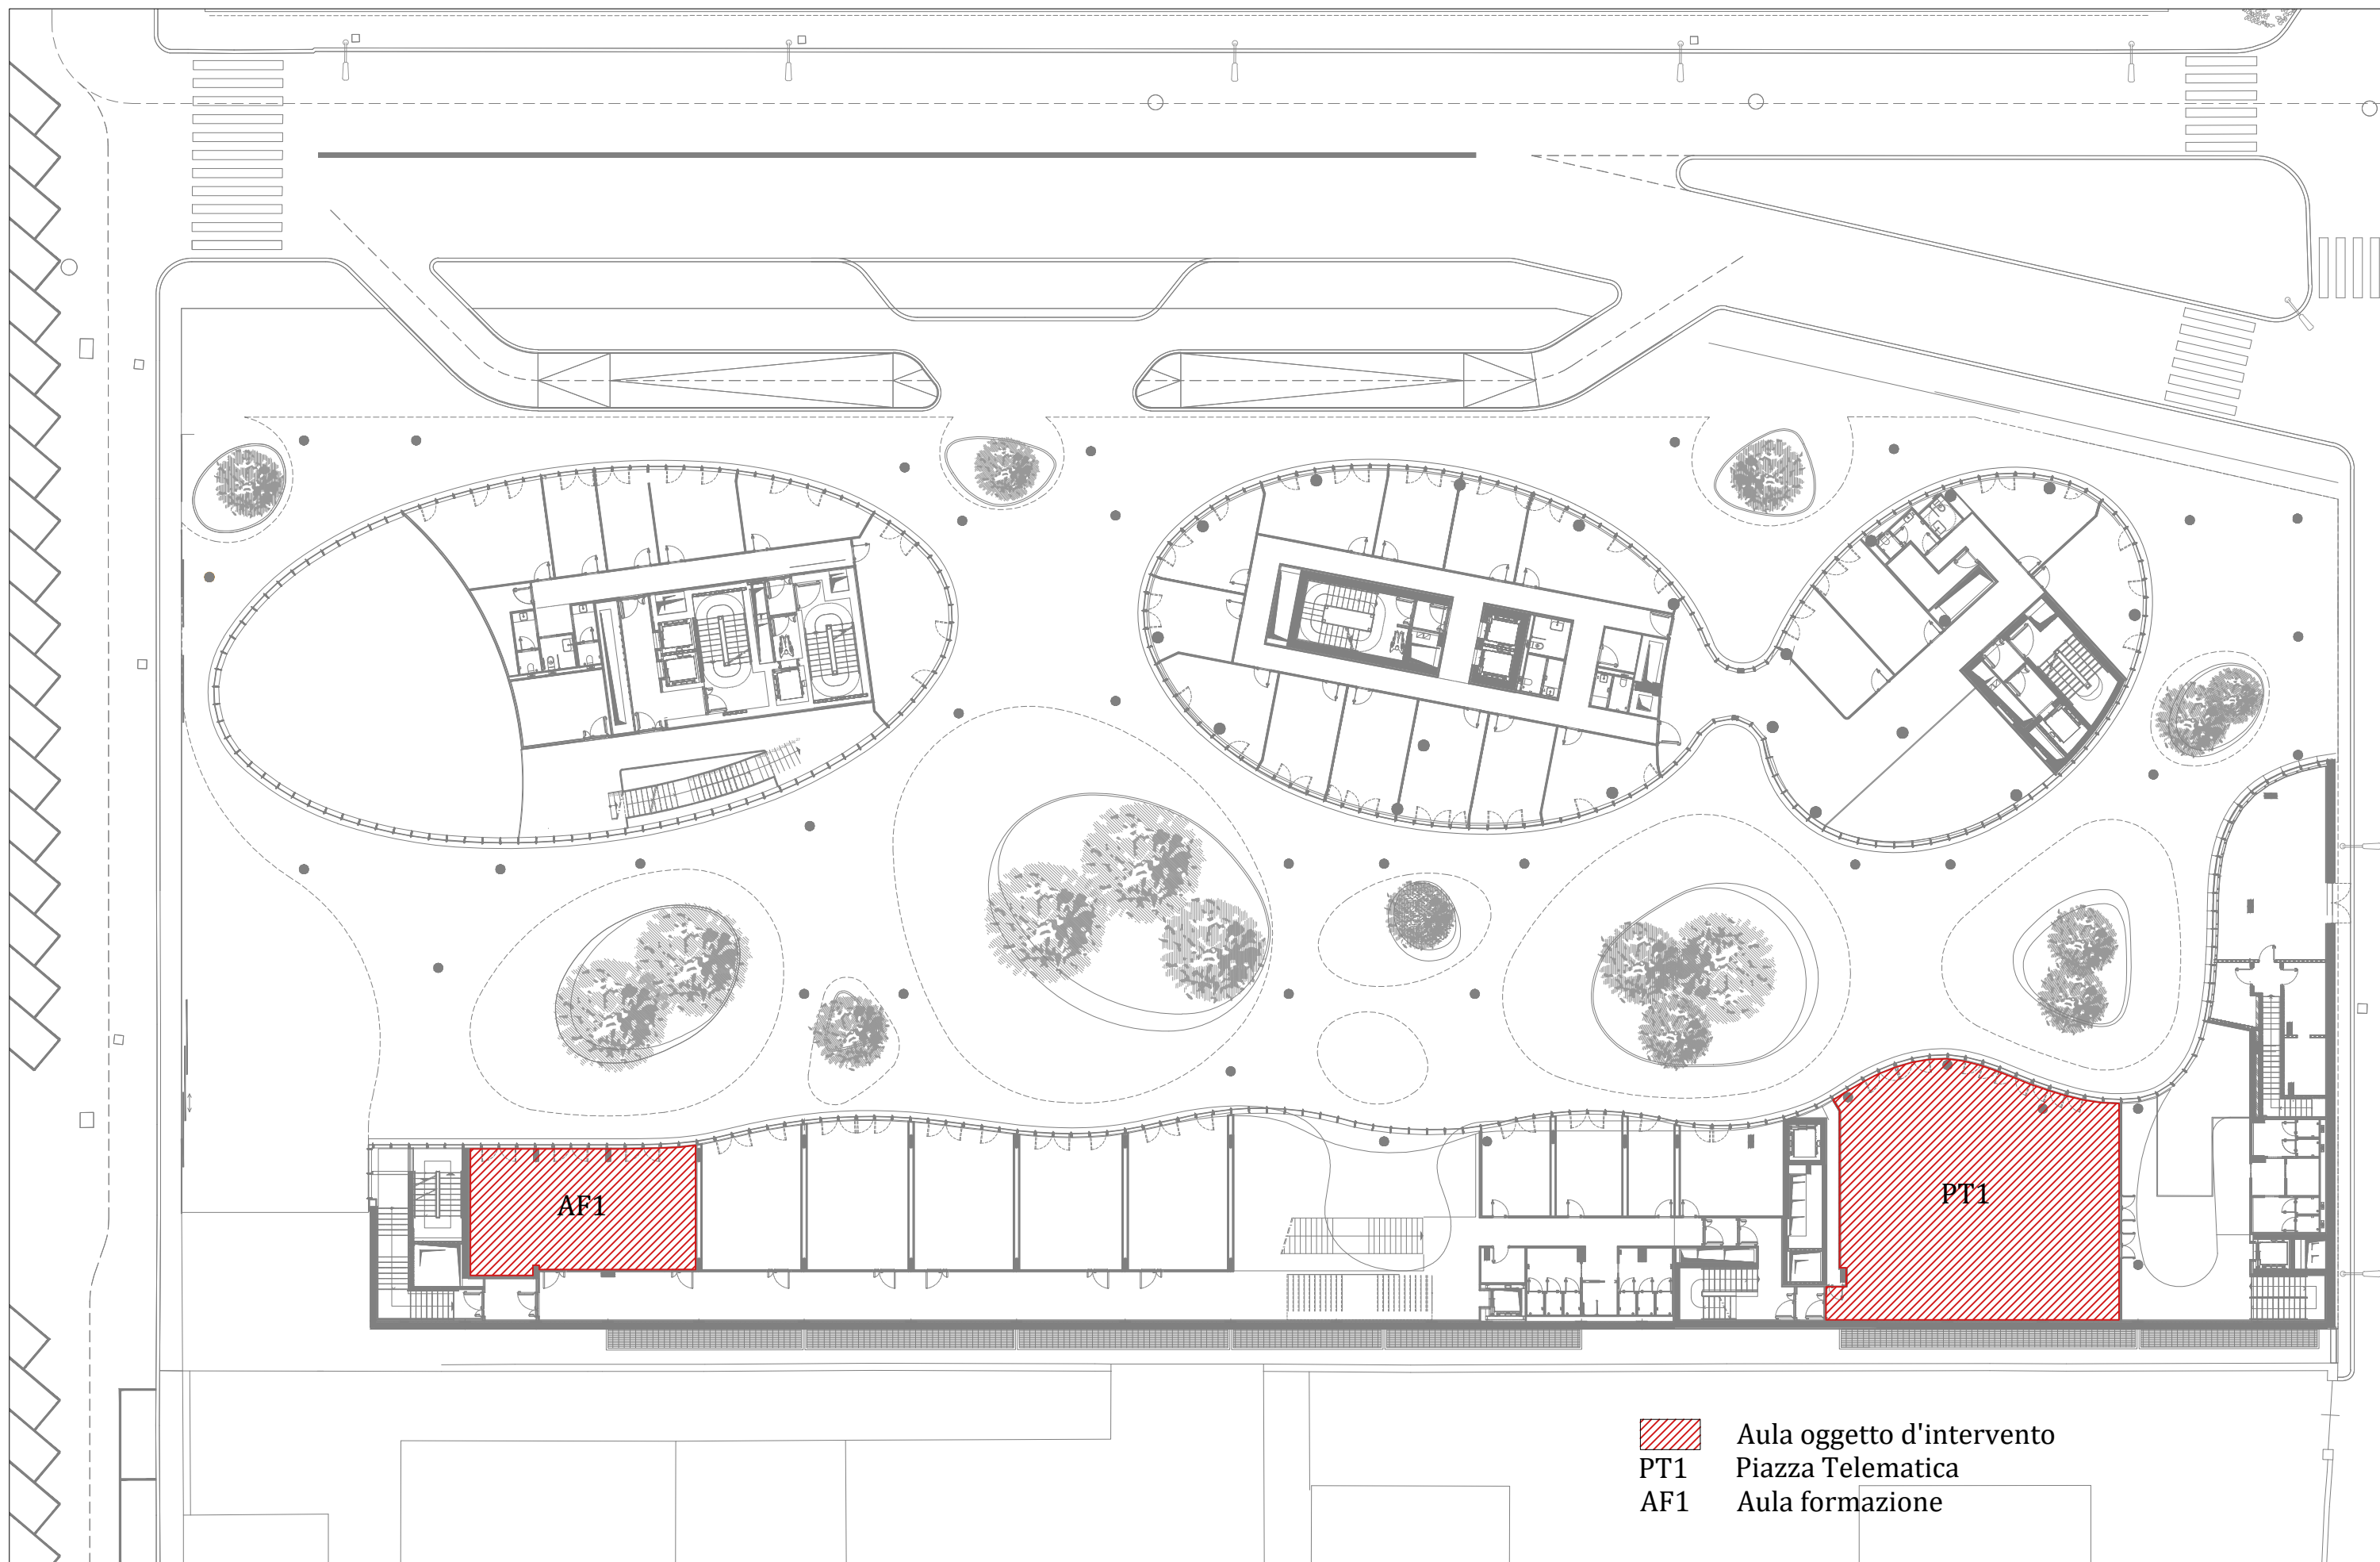 AF1
PT1
Aula oggetto d'intervento
PT1 Piazza Telematica
AF1 Aula formazione